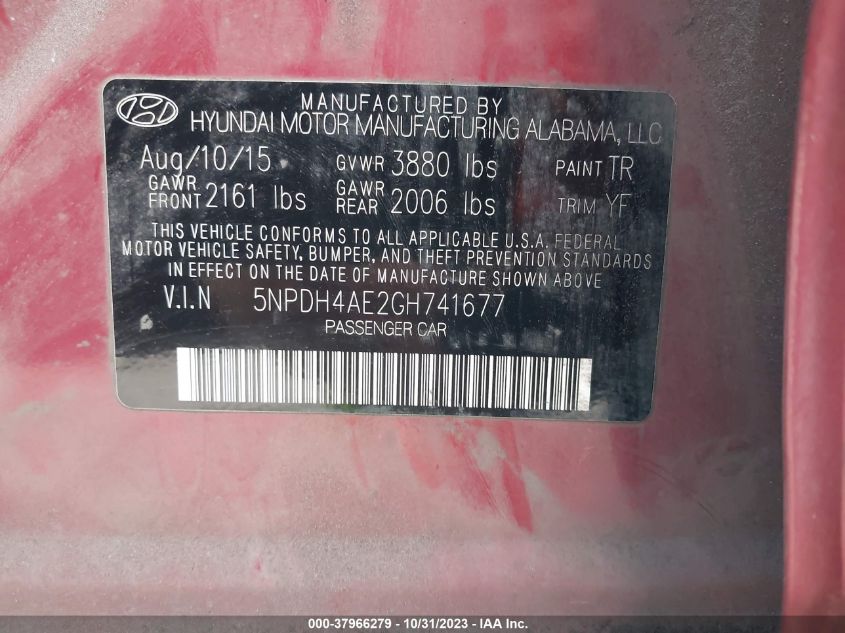 MANUFACTURED BY
HYUNDAI MOTOR MANUFACTURING ALABAMA, LLC
Aug/10/15 GVWR 3880 lbs PAINT TR
GAWR FRONT 2161 lbs GAWR REAR 2006 lbs TRIM YF
THIS VEHICLE CONFORMS TO ALL APPLICABLE U.S.A. FEDERAL
MOTOR VEHICLE SAFETY, BUMPER, AND THEFT PREVENTION STANDARDS
IN EFFECT ON THE DATE OF MANUFACTURE SHOWN ABOVE
V.I.N 5NPDH4AE2GH741677
PASSENGER CAR
000-37966279 - 10/31/2023 - IAA Inc.